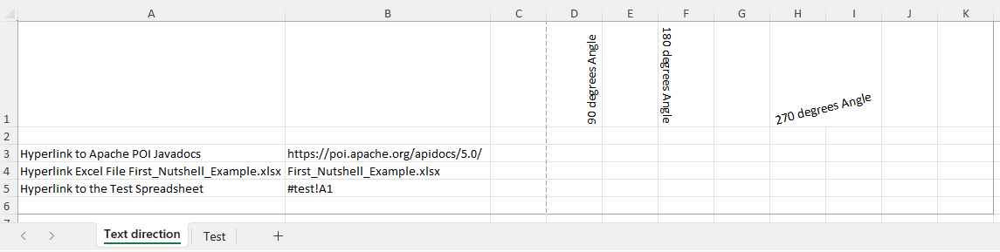 A B C D E F G H I J K
1 90 degrees Angle 180 degrees Angle 270 degrees Angle
2
3 Hyperlink to Apache POI Javadocs https://poi.apache.org/apidocs/5.0/
4 Hyperlink Excel File First_Nutshell_Example.xlsx First_Nutshell_Example.xlsx
5 Hyperlink to the Test Spreadsheet #test!A1
6
Text direction Test